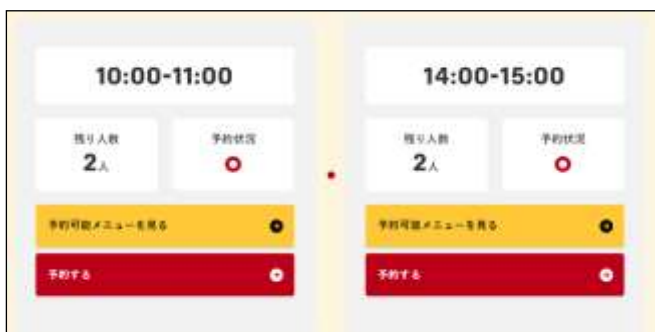 10:00-11:00
残り人数
2人
予約状況
予約可能メニューを見る
予約する
14:00-15:00
残り人数
2人
予約状況
予約可能メニューを見る
予約する